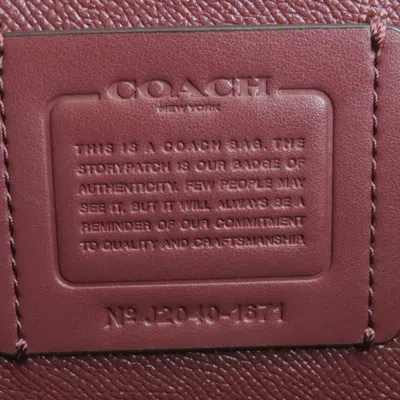 COACH
NEW YORK
THIS IS A COACH BAG. THE
STORYPATCH IS OUR BADGE OF
AUTHENTICITY. FEW PEOPLE MAY
SEE IT, BUT IT WILL ALWAYS BE A
REMINDER OF OUR COMMITMENT
TO QUALITY AND CRAFTSMANSHIP.
Nº J2040-1671